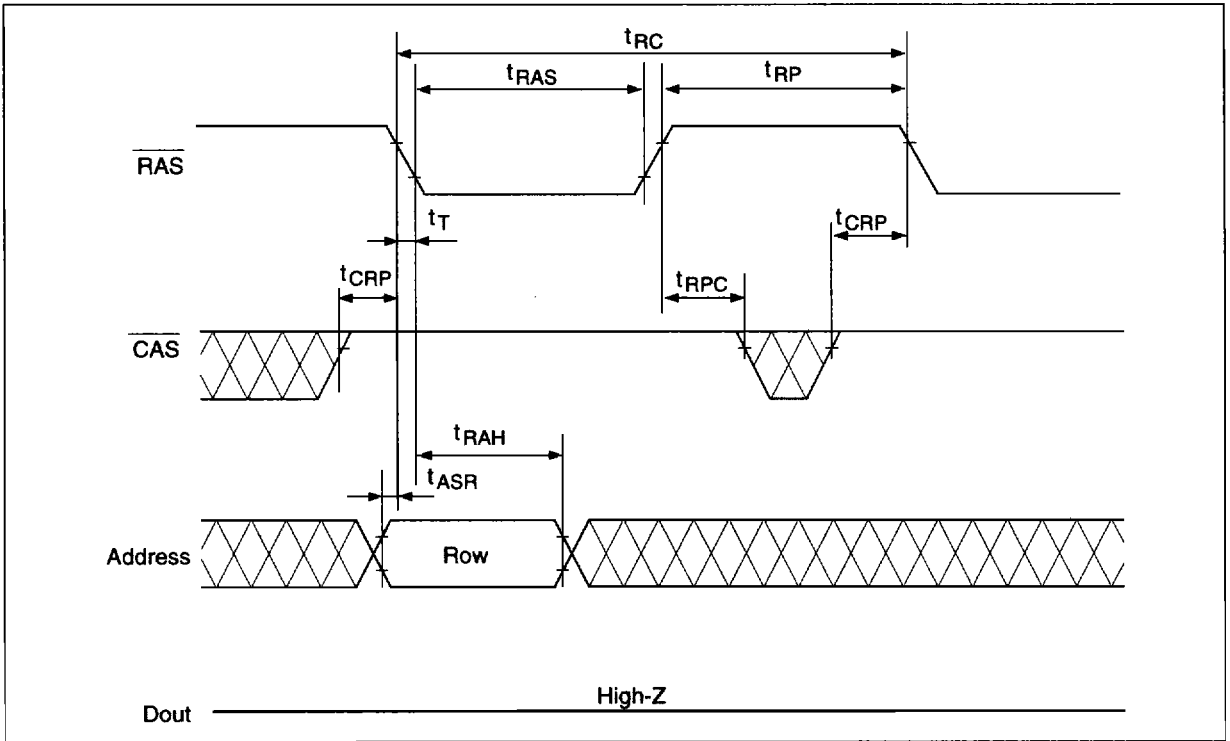 tRC
tRAS
tRP
RAS
tT
tCRP
tCRP
tRPC
CAS
tRAH
tASR
Address
Row
High-Z
Dout